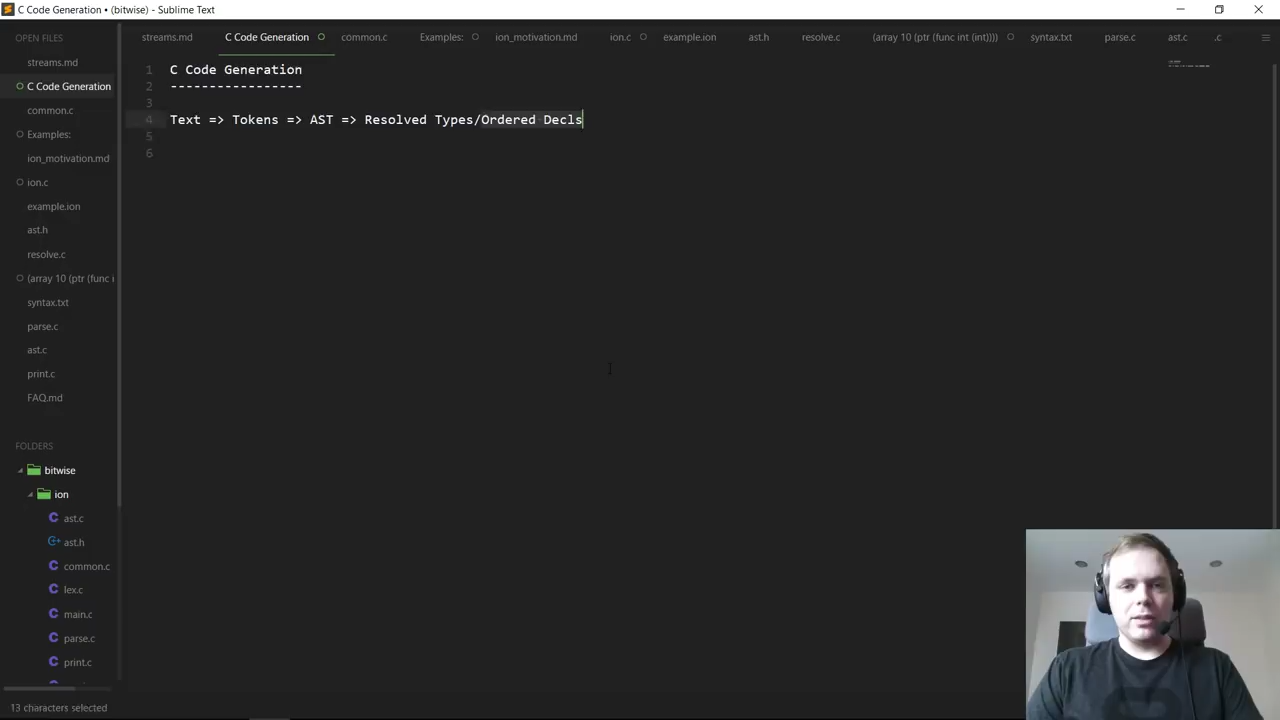 C Code Generation • (bitwise) - Sublime Text
OPEN FILES
streams.md
C Code Generation
common.c
Examples:
ion_motivation.md
ion.c
example.ion
ast.h
resolve.c
(array 10 (ptr (func i
syntax.txt
parse.c
ast.c
print.c
FAQ.md
FOLDERS
bitwise
ion
ast.c
ast.h
common.c
lex.c
main.c
parse.c
print.c
streams.md C Code Generation common.c Examples: ion_motivation.md ion.c example.ion ast.h resolve.c (array 10 (ptr (func int (int)))) syntax.txt parse.c ast.c .c
1 C Code Generation
2 -----------------
3
4 Text => Tokens => AST => Resolved Types/Ordered Decls
5
6
13 characters selected